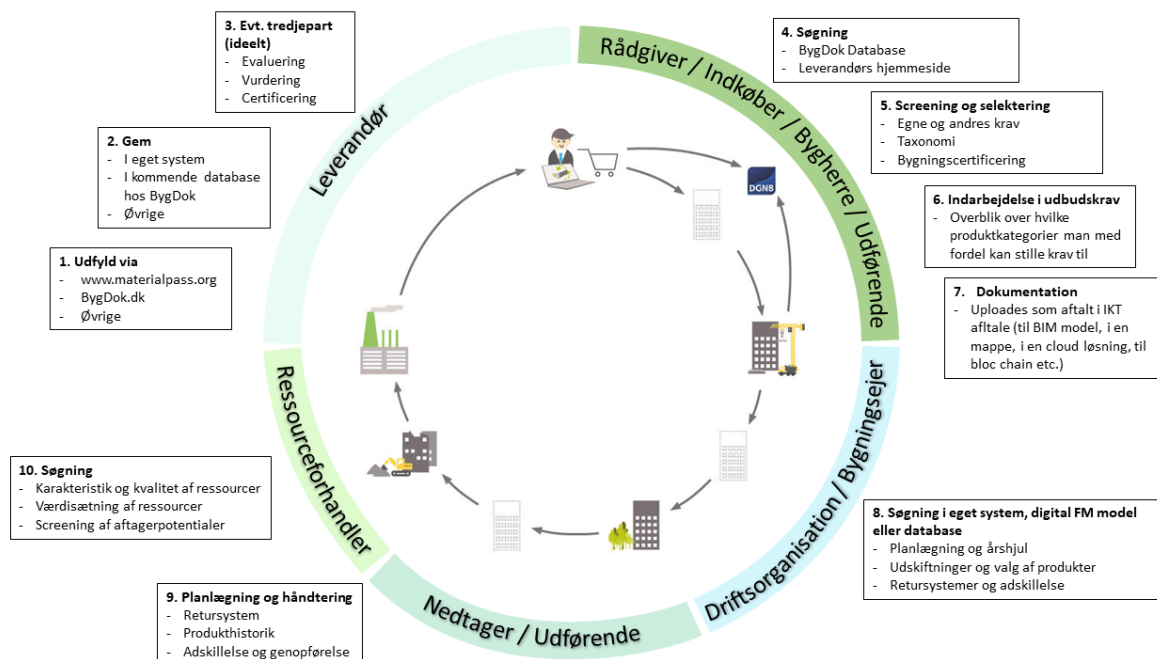 3. Evt. tredjepart
(ideelt)
- Evaluering
- Vurdering
- Certificering
2. Gem
- I eget system
- I kommende database
hos BygDok
- Øvrige
1. Udfyld via
- www.materialpass.org
- BygDok.dk
- Øvrige
Leverandør
Rådgiver / Indkøber / Bygherre / Udførende
4. Søgning
- BygDok Database
- Leverandørs hjemmeside
5. Screening og selektering
- Egne og andres krav
- Taxonomi
- Bygningscertificering
6. Indarbejdelse i udbudskrav
- Overblik over hvilke
produktkategorier man med
fordel kan stille krav til
7. Dokumentation
- Uploades som aftalt i IKT
afltale (til BIM model, i en
mappe, i en cloud løsning, til
bloc chain etc.)
DGNB
Driftsorganisation / Bygningsejer
8. Søgning i eget system, digital FM model
eller database
- Planlægning og årshjul
- Udskiftninger og valg af produkter
- Retursystemer og adskillelse
Nedtager / Udførende
9. Planlægning og håndtering
- Retursystem
- Produkthistorik
- Adskillelse og genopførelse
Ressourceforhandler
10. Søgning
- Karakteristik og kvalitet af ressourcer
- Værdisætning af ressourcer
- Screening af aftagerpotentialer